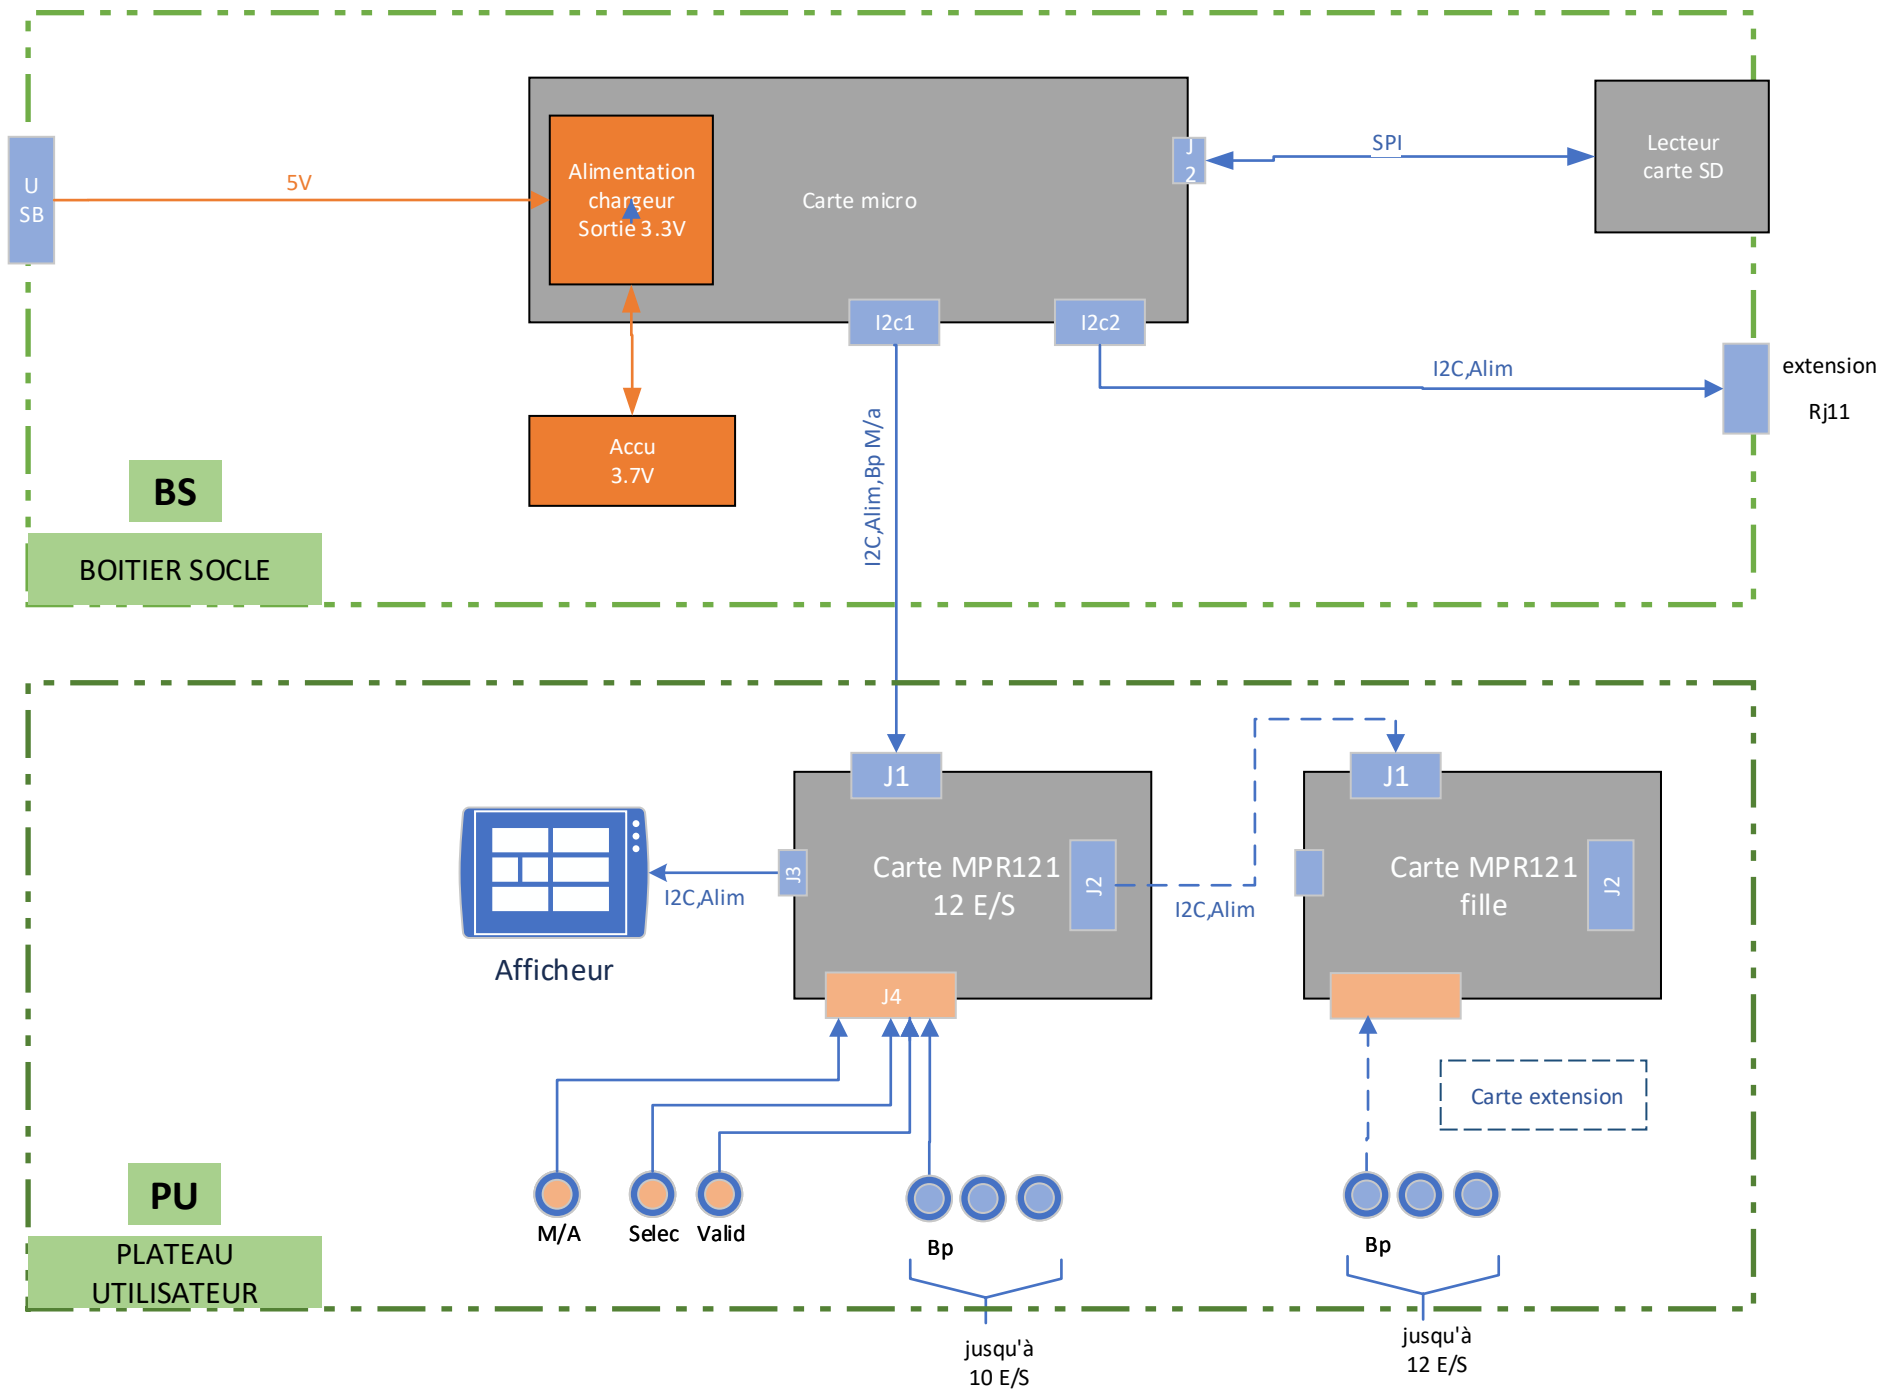 U
SB
5V
Alimentation
chargeur
Sortie 3.3V
Carte micro
J
2
SPI
Lecteur
carte SD
I2c1
I2c2
I2C,Alim
extension
Rj11
Accu
3.7V
I2C,Alim,Bp M/a
BS
BOITIER SOCLE
J1
J1
Carte MPR121
12 E/S
J3
J2
I2C,Alim
I2C,Alim
Carte MPR121
fille
J2
Afficheur
J4
Carte extension
PU
PLATEAU
UTILISATEUR
M/A
Selec
Valid
Bp
Bp
jusqu'à
10 E/S
jusqu'à
12 E/S